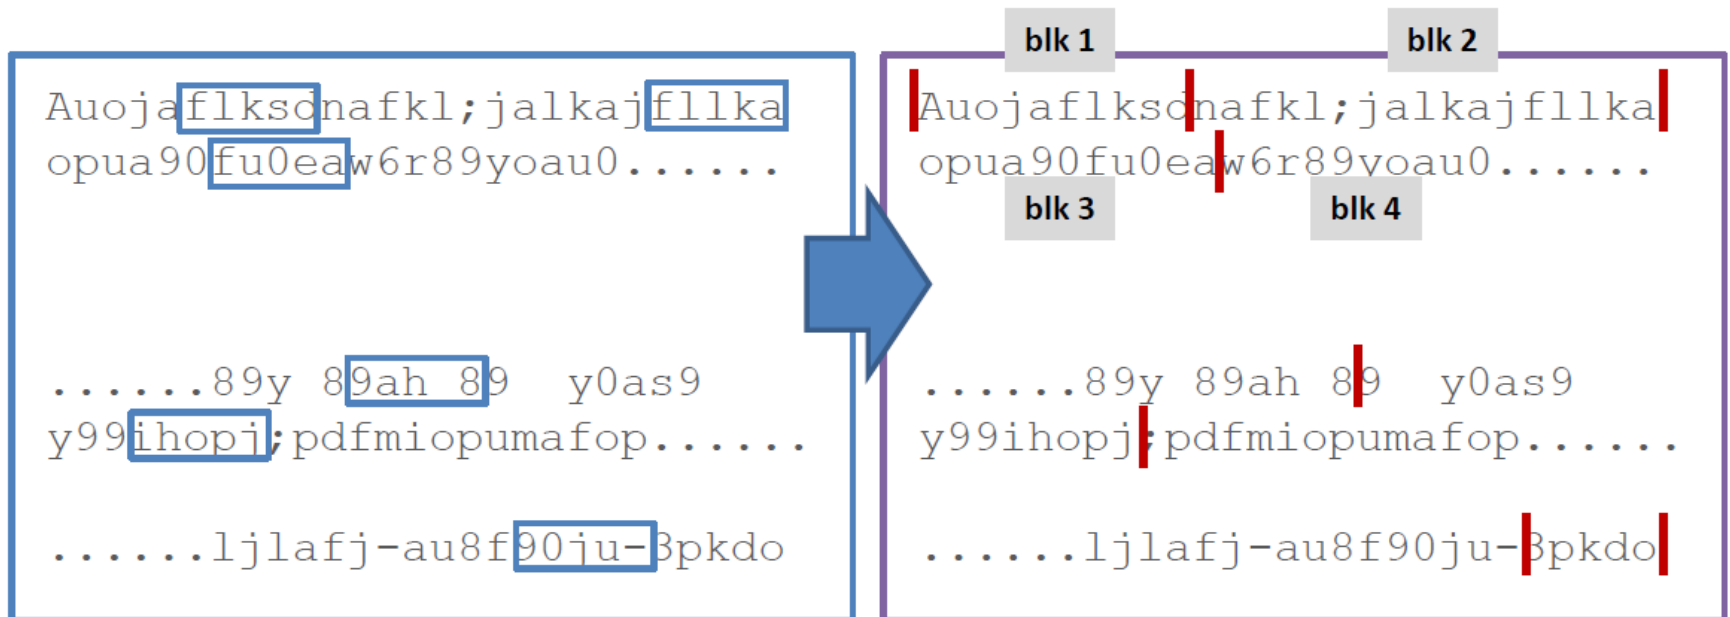 Auojaflksdnafkl;jalkajfllka
opua90fu0eaw6r89yoau0......
......89y 89ah 89  y0as9
y99ihopj;pdfmiopumafop......
......ljlafj-au8f90ju-3pkdo
blk 1
blk 2
Auojaflksdnafkl;jalkajfllka
opua90fu0eaw6r89yoau0......
blk 3
blk 4
......89y 89ah 89  y0as9
y99ihopj;pdfmiopumafop......
......ljlafj-au8f90ju-3pkdo